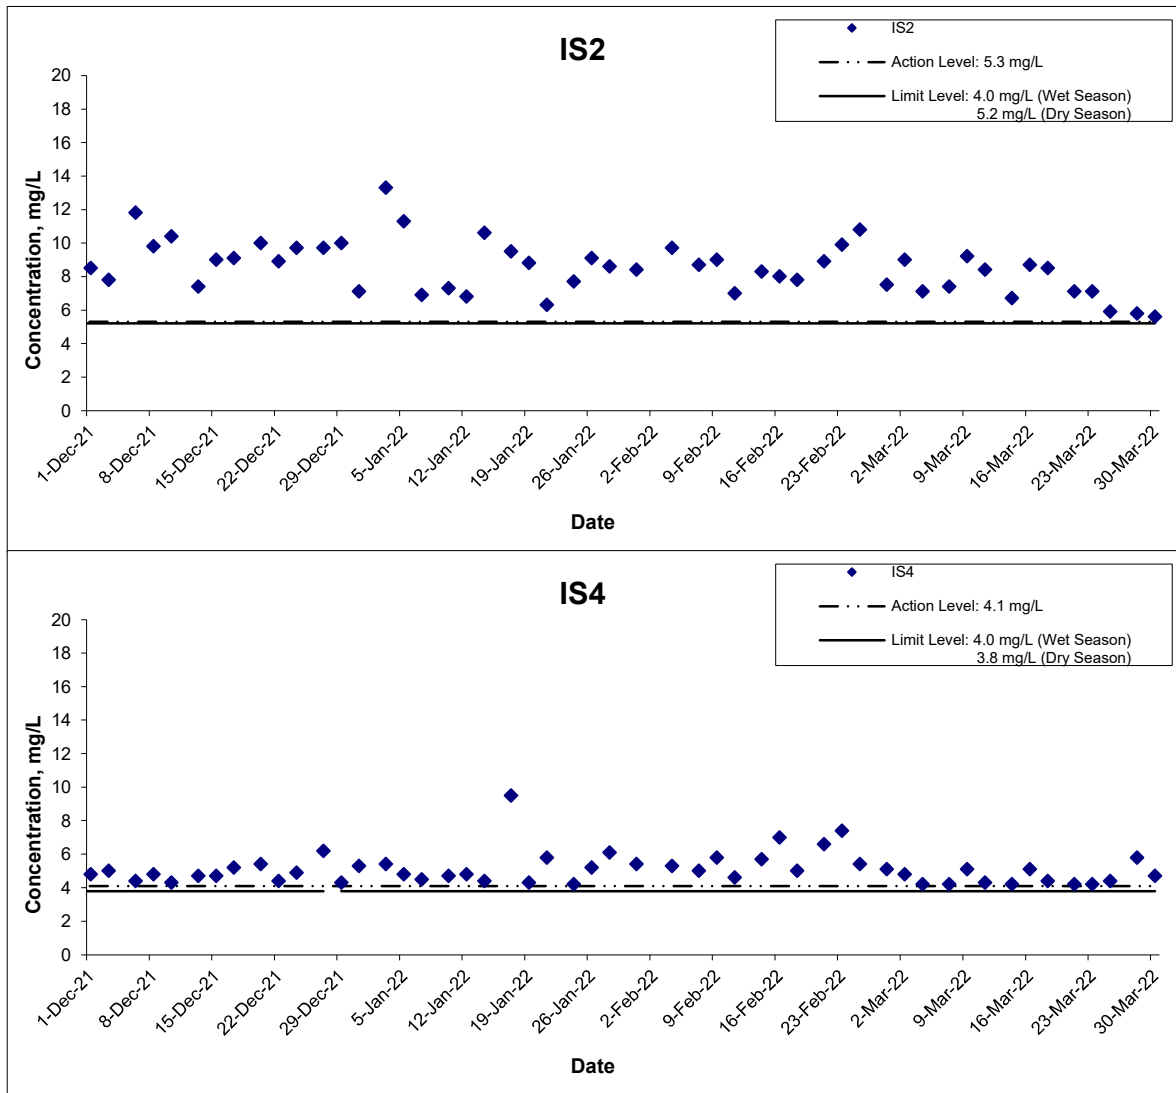 IS2
IS2
Action Level: 5.3 mg/L
Limit Level: 4.0 mg/L (Wet Season)
5.2 mg/L (Dry Season)
Concentration, mg/L
20
18
16
14
12
10
8
6
4
2
0
1-Dec-21
8-Dec-21
15-Dec-21
22-Dec-21
29-Dec-21
5-Jan-22
12-Jan-22
19-Jan-22
26-Jan-22
2-Feb-22
9-Feb-22
16-Feb-22
23-Feb-22
2-Mar-22
9-Mar-22
16-Mar-22
23-Mar-22
30-Mar-22
Date
IS4
IS4
Action Level: 4.1 mg/L
Limit Level: 4.0 mg/L (Wet Season)
3.8 mg/L (Dry Season)
Concentration, mg/L
20
18
16
14
12
10
8
6
4
2
0
1-Dec-21
8-Dec-21
15-Dec-21
22-Dec-21
29-Dec-21
5-Jan-22
12-Jan-22
19-Jan-22
26-Jan-22
2-Feb-22
9-Feb-22
16-Feb-22
23-Feb-22
2-Mar-22
9-Mar-22
16-Mar-22
23-Mar-22
30-Mar-22
Date